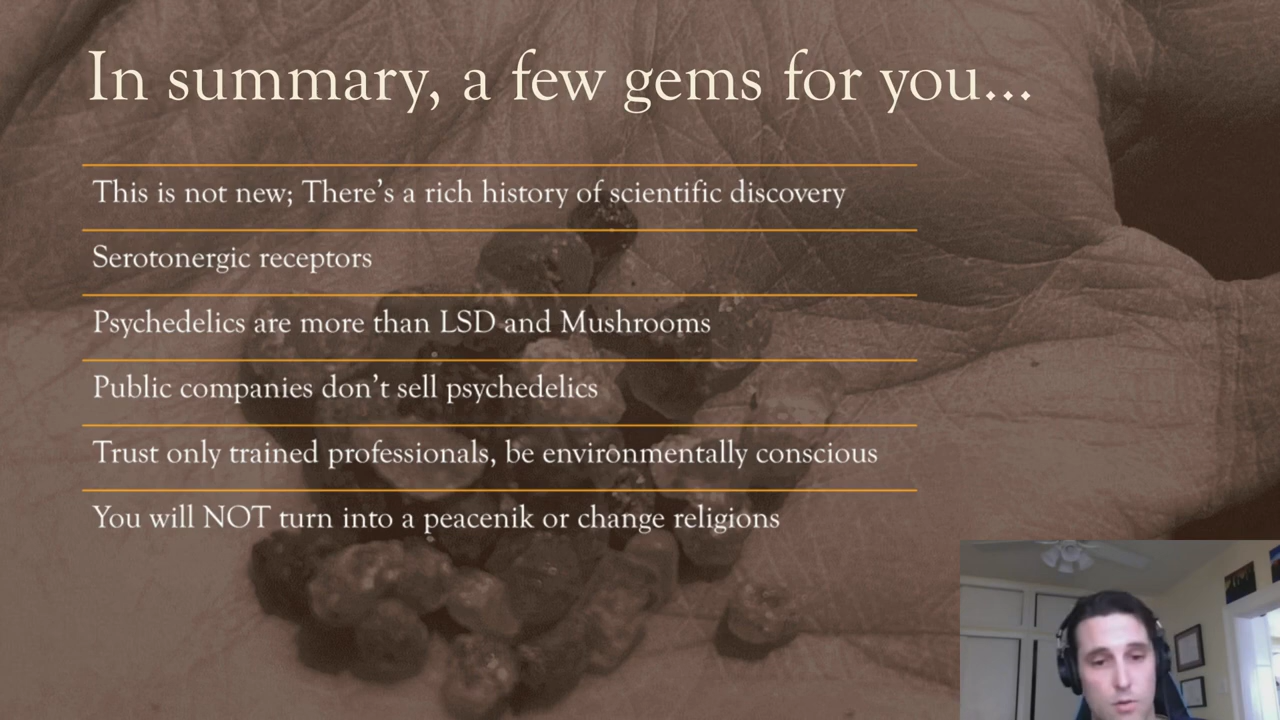 In summary, a few gems for you...
This is not new; There’s a rich history of scientific discovery
Serotonergic receptors
Psychedelics are more than LSD and Mushrooms
Public companies don’t sell psychedelics
Trust only trained professionals, be environmentally conscious
You will NOT turn into a peacenik or change religions